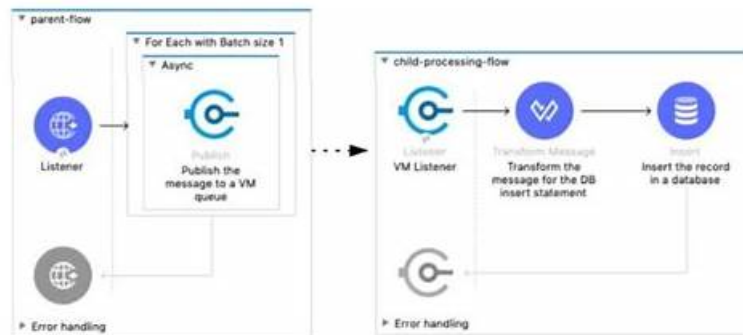 parent-flow
For Each with Batch size 1
Async
Publish
Publish the
message to a VM
queue
Listener
Error handling
child-processing-flow
Listener
VM Listener
Transform Message
Transform the
message for the DB
insert statement
Insert
Insert the record
in a database
Error handling